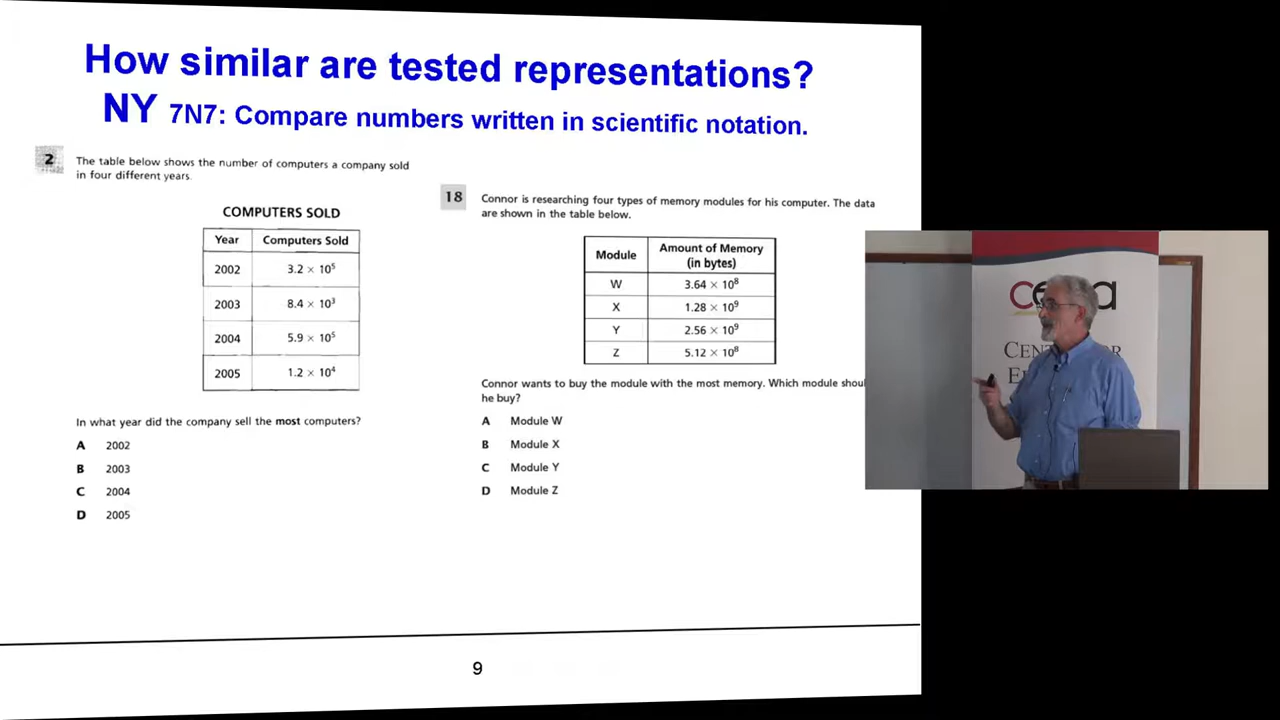 How similar are tested representations?
NY 7N7: Compare numbers written in scientific notation.
2
The table below shows the number of computers a company sold
in four different years.
COMPUTERS SOLD
Year Computers Sold
2002 3.2 × 10⁵
2003 8.4 × 10³
2004 5.9 × 10⁵
2005 1.2 × 10⁴
In what year did the company sell the most computers?
A 2002
B 2003
C 2004
D 2005
18
Connor is researching four types of memory modules for his computer. The data
are shown in the table below.
Module Amount of Memory
(in bytes)
W 3.64 × 10⁸
X 1.28 × 10⁹
Y 2.56 × 10⁹
Z 5.12 × 10⁸
Connor wants to buy the module with the most memory. Which module
he buy?
A Module W
B Module X
C Module Y
D Module Z
9